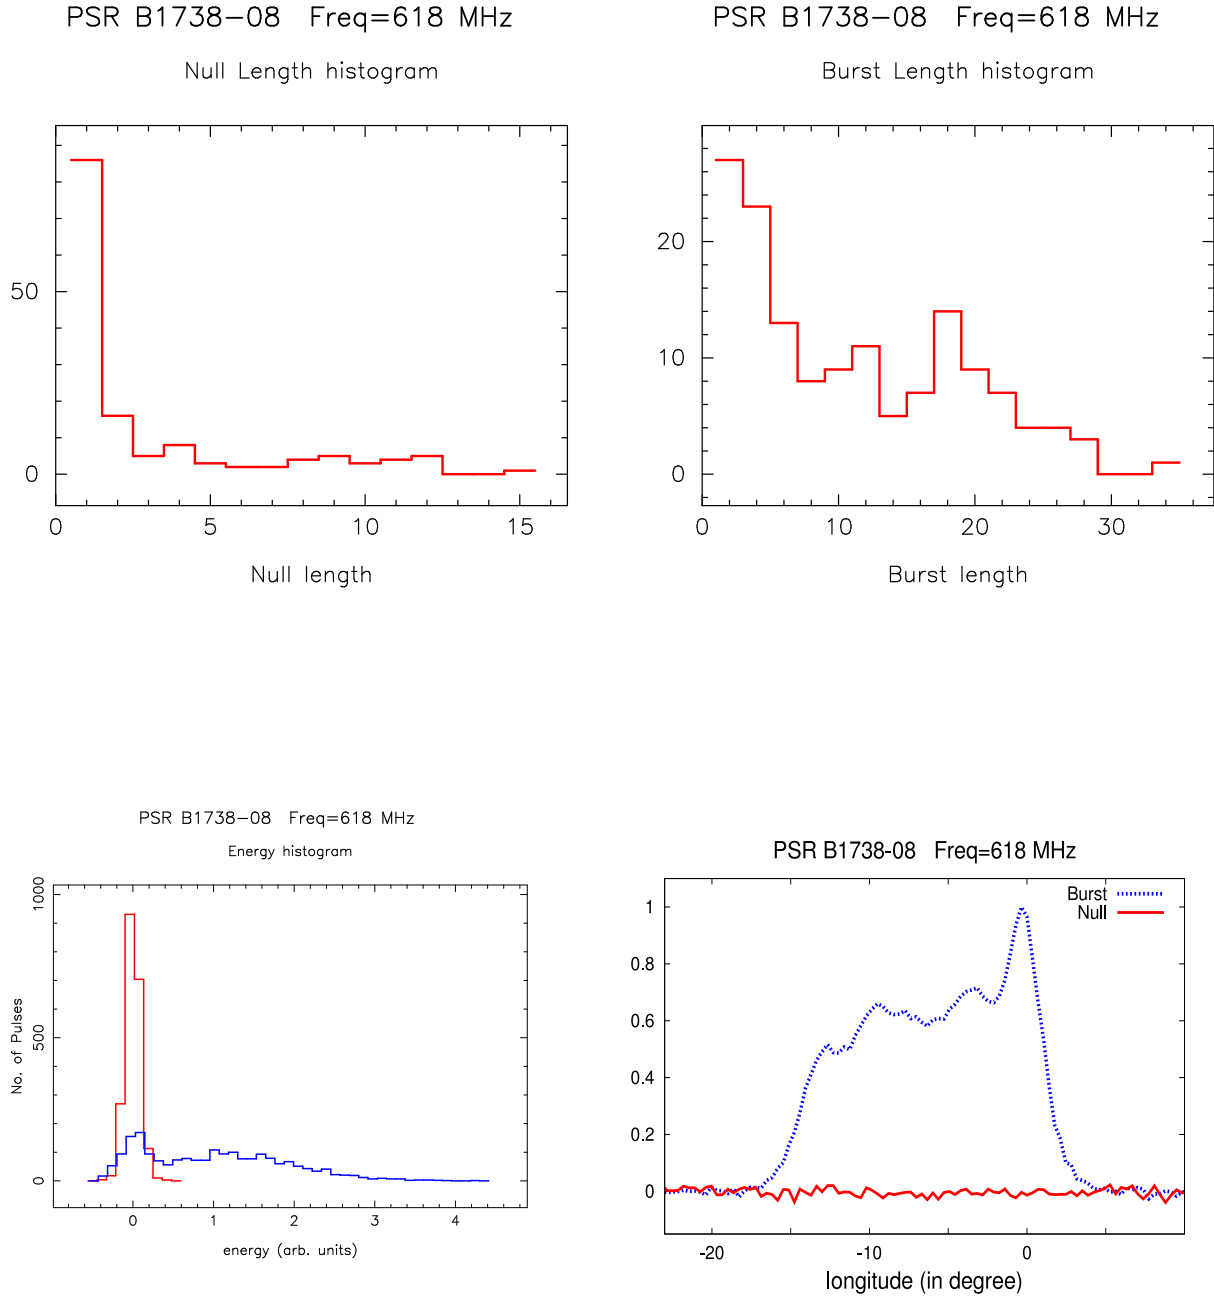 PSR B1738−08 Freq=618 MHz
Null Length histogram
50
0
0 5 10 15
Null length
PSR B1738−08 Freq=618 MHz
Burst Length histogram
20
10
0
0 10 20 30
Burst length
PSR B1738−08 Freq=618 MHz
Energy histogram
No. of Pulses
1000
500
0
0 1 2 3 4
energy (arb. units)
PSR B1738-08 Freq=618 MHz
Burst
Null
1
0.8
0.6
0.4
0.2
0
-20 -10 0
longitude (in degree)